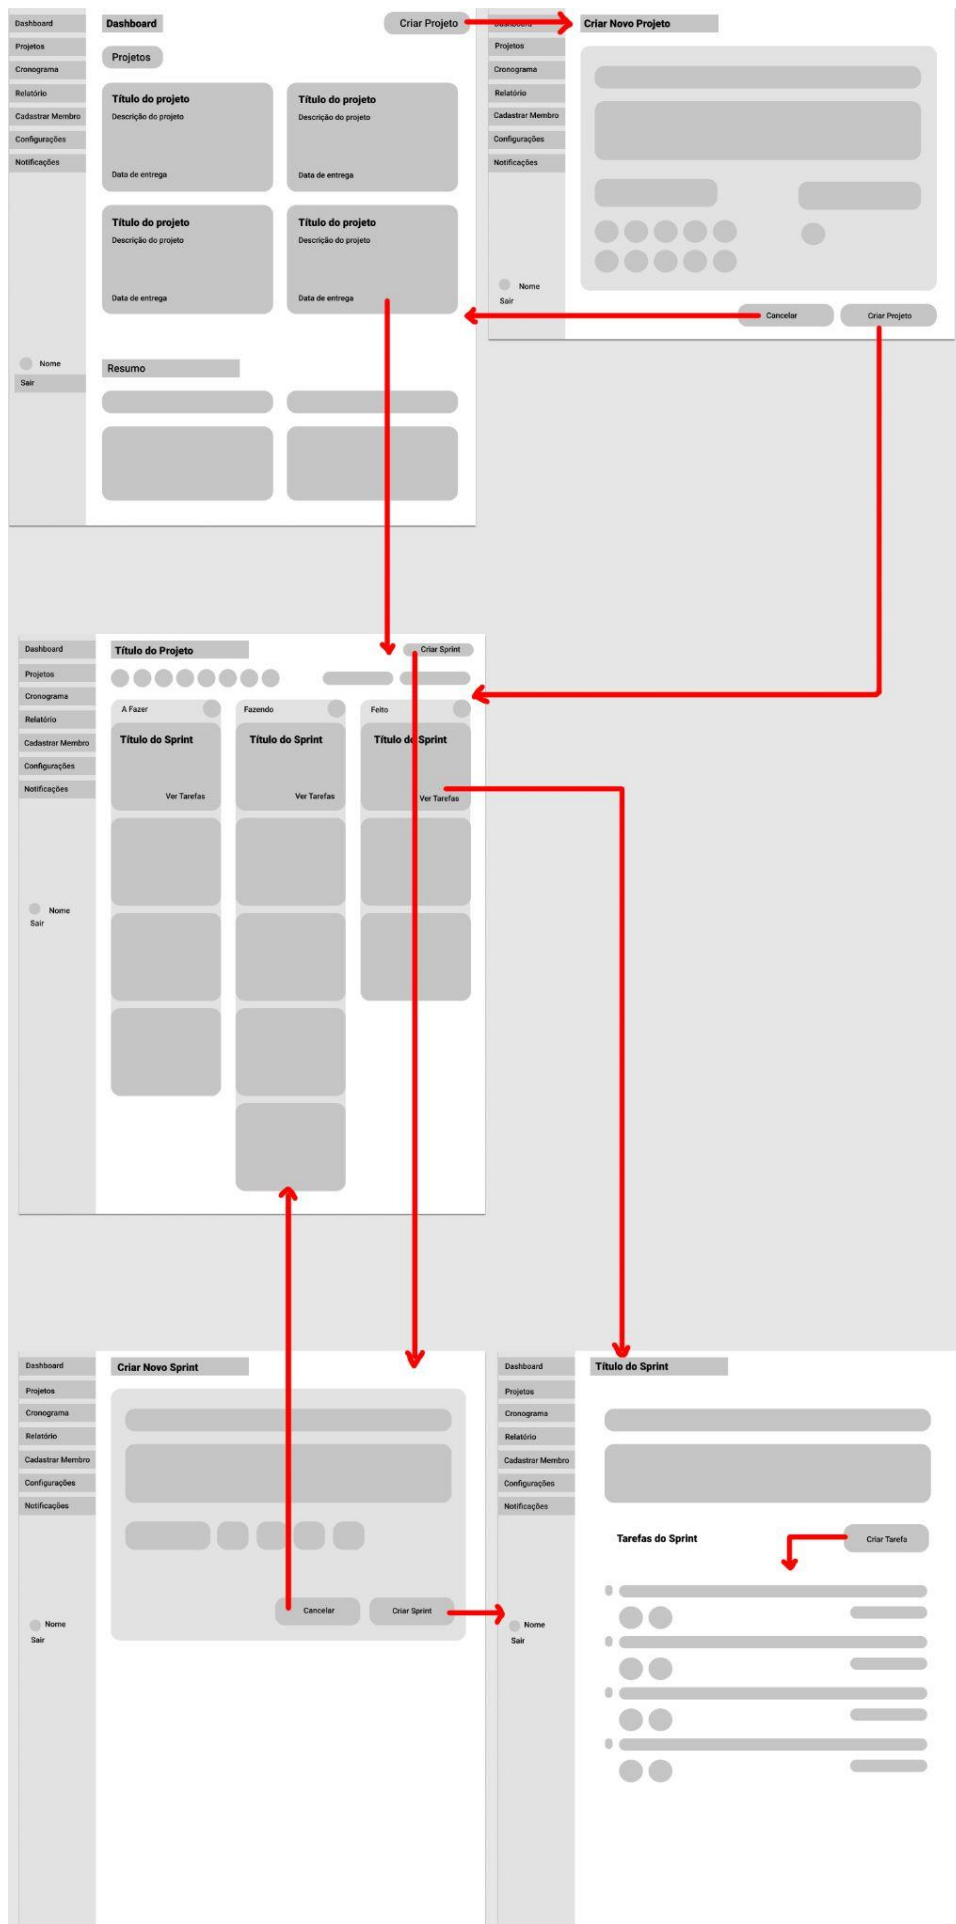 Dashboard
Projetos
Cronograma
Relatório
Cadastrar Membro
Configurações
Notificações
Nome
Sair
Dashboard
Criar Projeto
Projetos
Título do projeto
Descrição do projeto
Data de entrega
Título do projeto
Descrição do projeto
Data de entrega
Título do projeto
Descrição do projeto
Data de entrega
Título do projeto
Descrição do projeto
Data de entrega
Resumo
Dashboard
Projetos
Cronograma
Relatório
Cadastrar Membro
Configurações
Notificações
Nome
Sair
Criar Novo Projeto
Cancelar
Criar Projeto
Dashboard
Projetos
Cronograma
Relatório
Cadastrar Membro
Configurações
Notificações
Nome
Sair
Título do Projeto
Criar Sprint
A Fazer
Título do Sprint
Ver Tarefas
Fazendo
Título do Sprint
Ver Tarefas
Feito
Título do Sprint
Ver Tarefas
Dashboard
Projetos
Cronograma
Relatório
Cadastrar Membro
Configurações
Notificações
Nome
Sair
Criar Novo Sprint
Cancelar
Criar Sprint
Dashboard
Projetos
Cronograma
Relatório
Cadastrar Membro
Configurações
Notificações
Nome
Sair
Título do Sprint
Tarefas do Sprint
Criar Tarefa